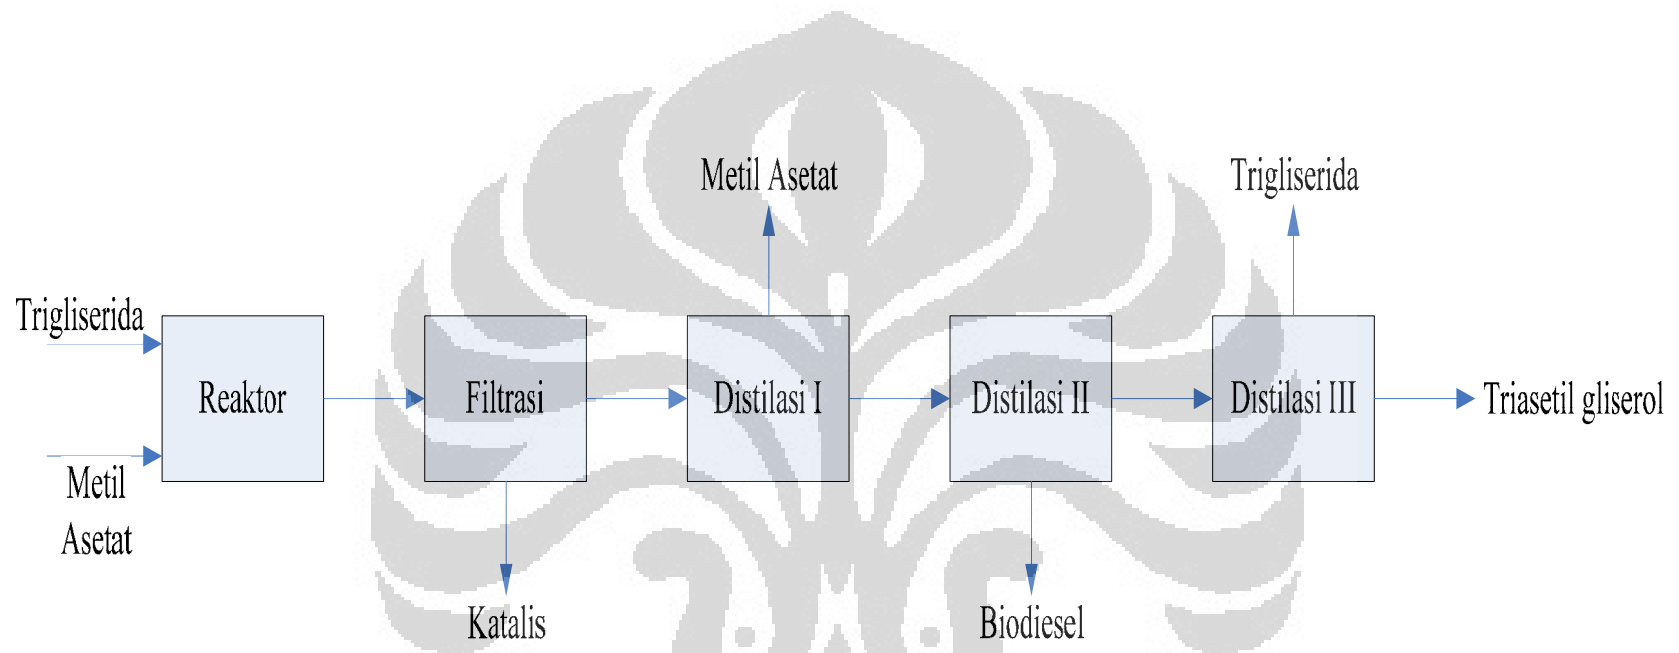 Metil Asetat
Trigliserida
Trigliserida
Reaktor
Filtrasi
Distilasi I
Distilasi II
Distilasi III
Triasetil gliserol
Metil
Asetat
Katalis
Biodiesel